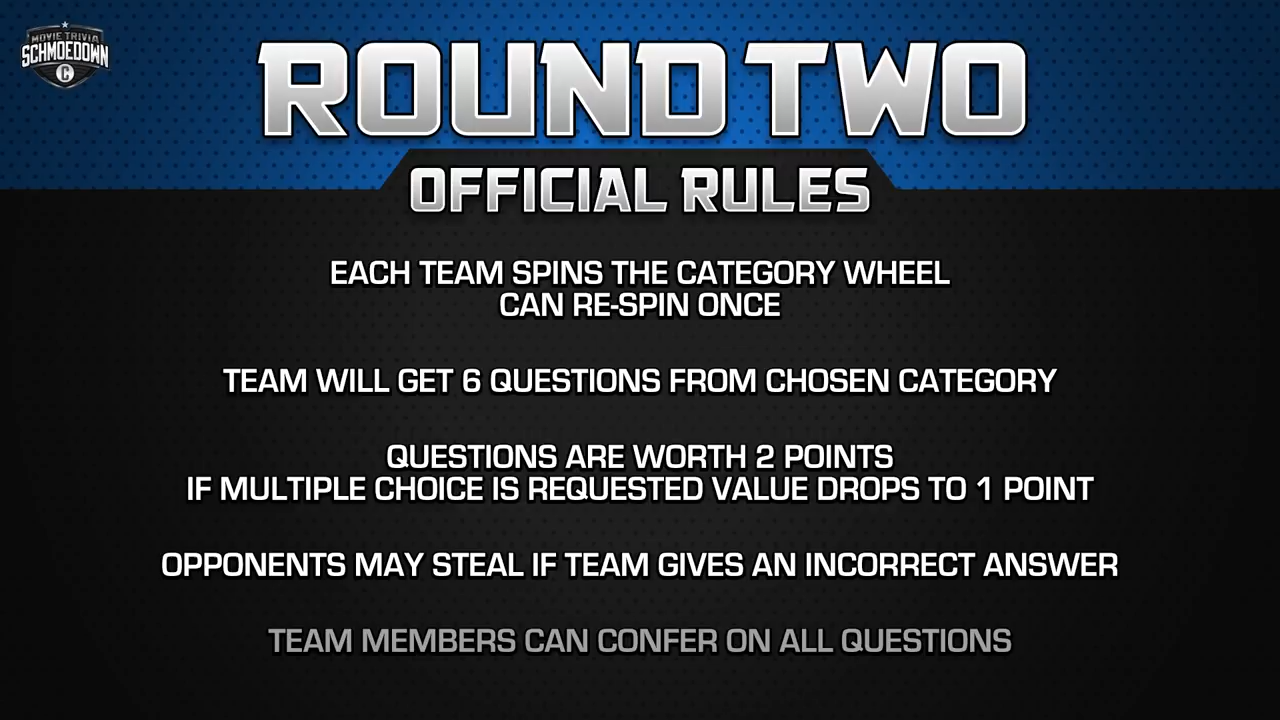 MOVIE TRIVIA
SCHMOEDOWN
C
ROUND TWO
OFFICIAL RULES
EACH TEAM SPINS THE CATEGORY WHEEL
CAN RE-SPIN ONCE
TEAM WILL GET 6 QUESTIONS FROM CHOSEN CATEGORY
QUESTIONS ARE WORTH 2 POINTS
IF MULTIPLE CHOICE IS REQUESTED VALUE DROPS TO 1 POINT
OPPONENTS MAY STEAL IF TEAM GIVES AN INCORRECT ANSWER
TEAM MEMBERS CAN CONFER ON ALL QUESTIONS